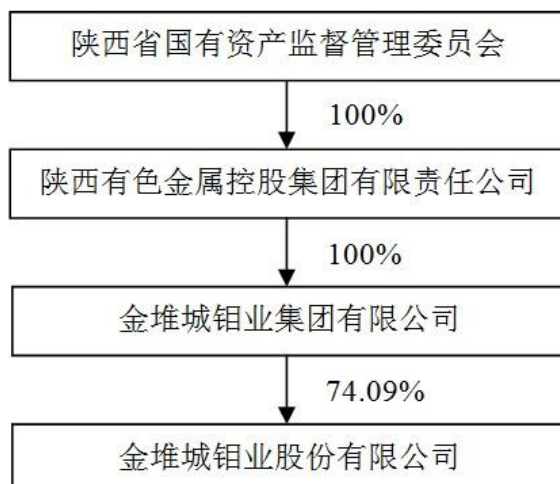 陕西省国有资产监督管理委员会
100%
陕西有色金属控股集团有限责任公司
100%
金堆城钼业集团有限公司
74.09%
金堆城钼业股份有限公司